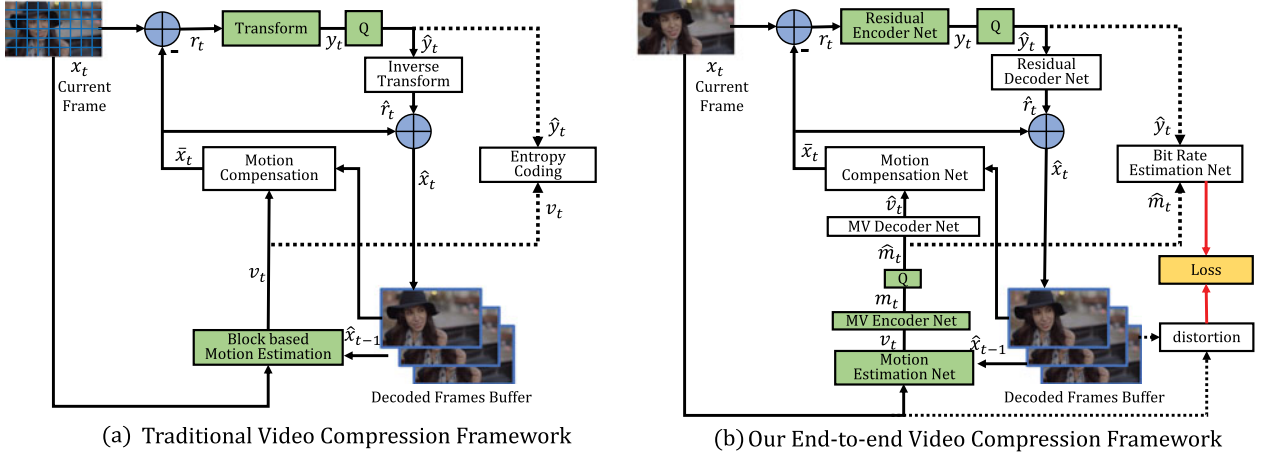 x_t
Current
Frame
r_t
-
Transform
y_t
Q
ŷ_t
Inverse
Transform
r̂_t
ŷ_t
x̄_t
Motion
Compensation
x̂_t
Entropy
Coding
v_t
v_t
Block based
Motion Estimation
x̂_{t−1}
Decoded Frames Buffer
(a) Traditional Video Compression Framework
x_t
Current
Frame
r_t
-
Residual
Encoder Net
y_t
Q
ŷ_t
Residual
Decoder Net
r̂_t
ŷ_t
x̄_t
Motion
Compensation Net
x̂_t
Bit Rate
Estimation Net
v̂_t
m̂_t
MV Decoder Net
m̂_t
Q
Loss
m_t
MV Encoder Net
v_t
x̂_{t−1}
distortion
Motion
Estimation Net
Decoded Frames Buffer
(b) Our End-to-end Video Compression Framework